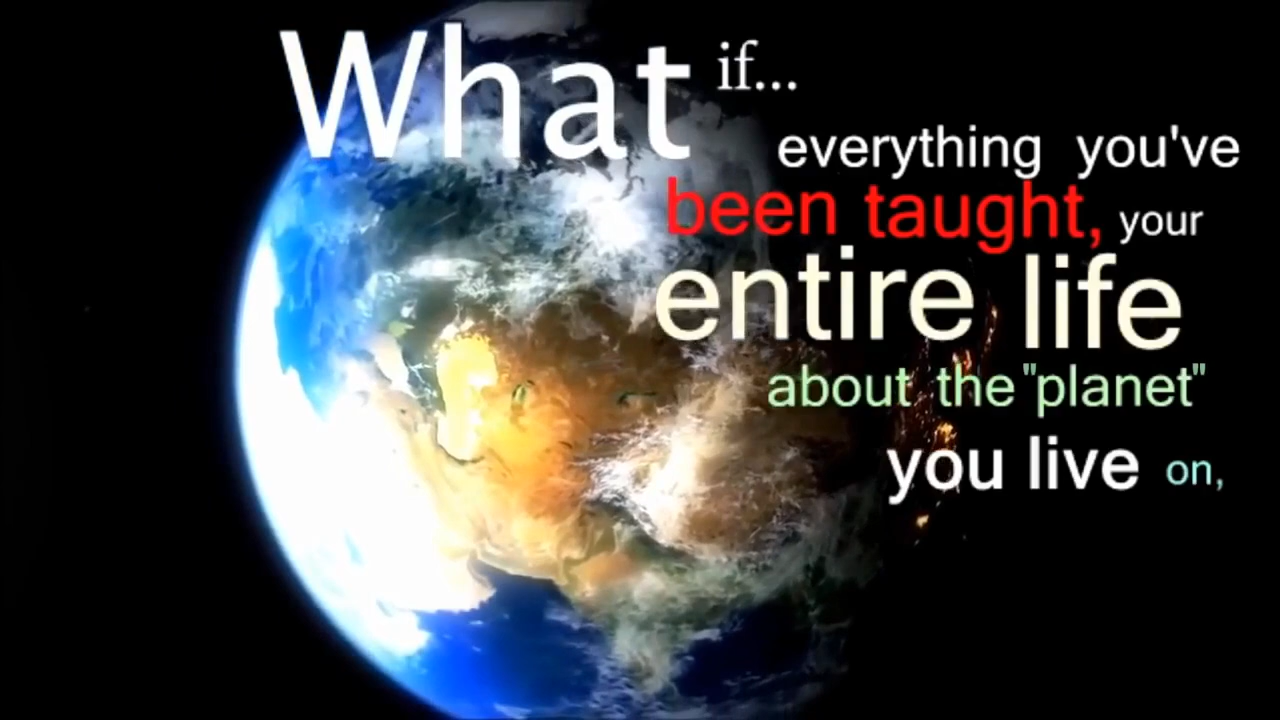 What if...
everything you've
been taught, your
entire life
about the "planet"
you live on,